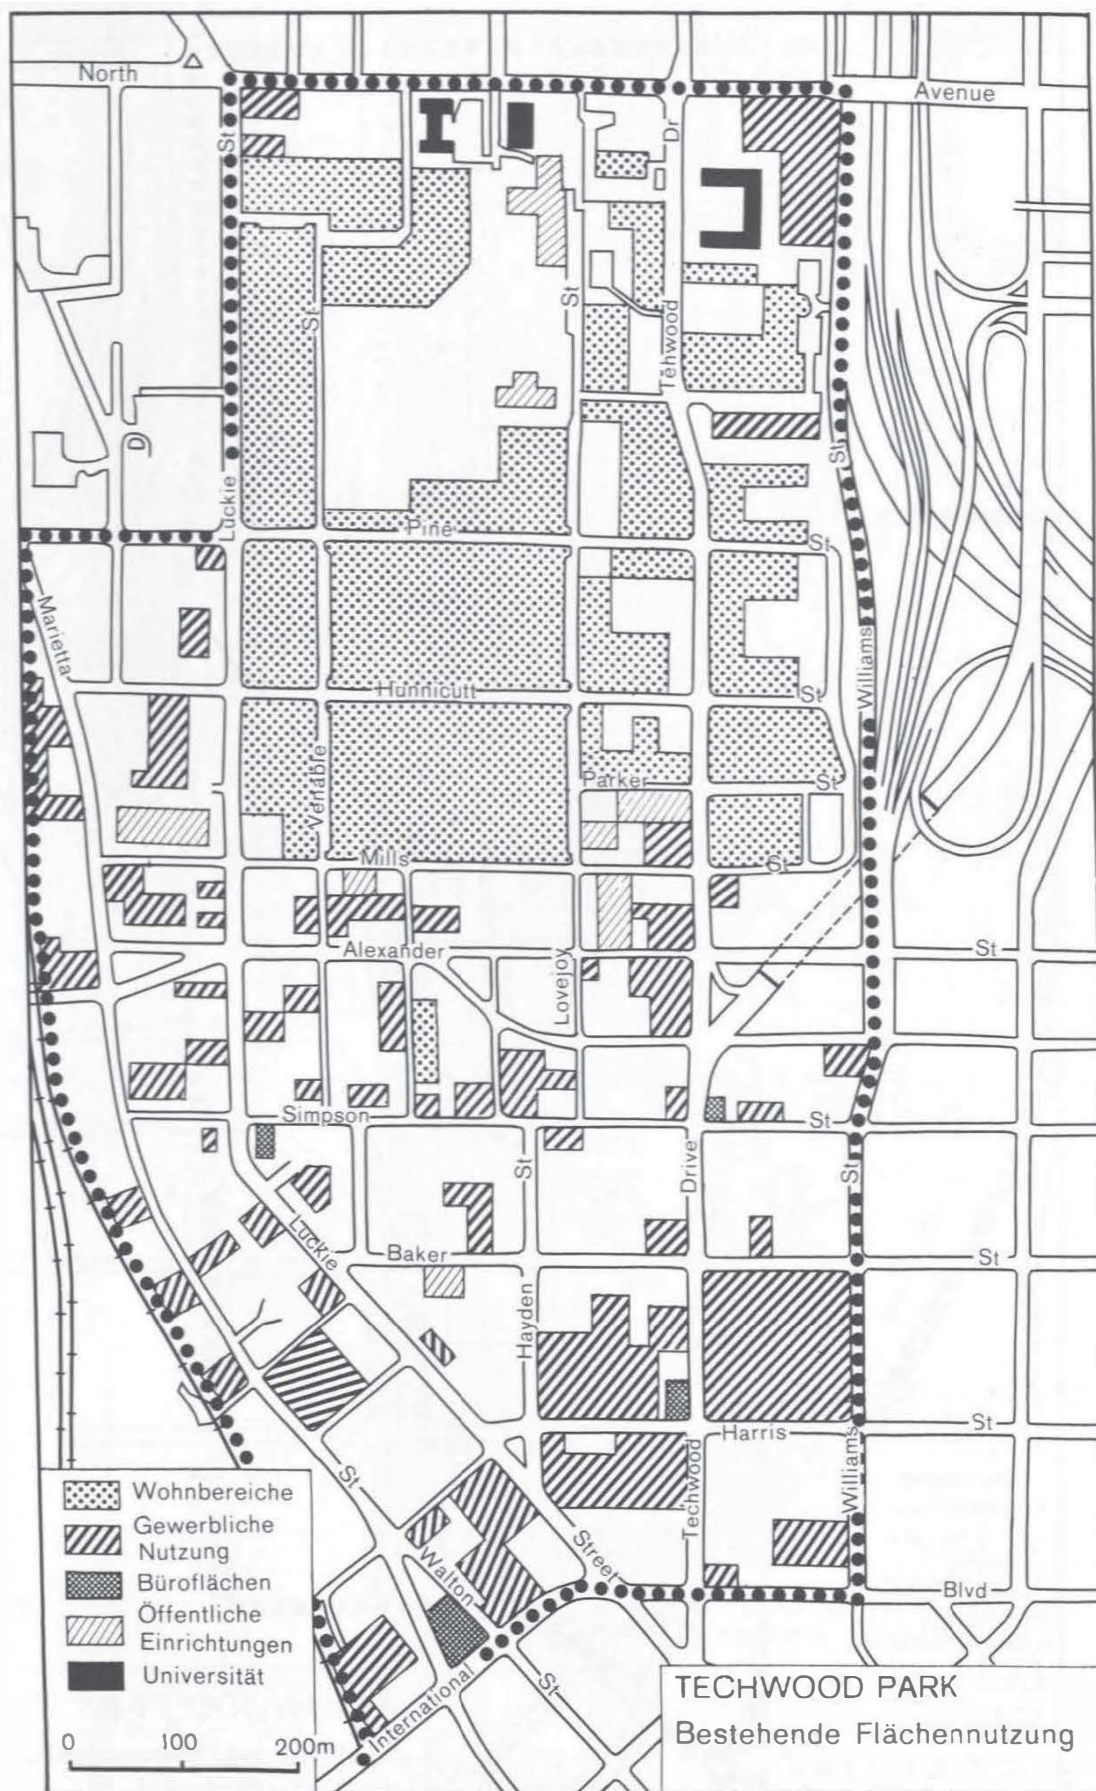 North
Avenue
St
Dr
St
St
Techwood
St
Luckie
Pine
St
Marietta
Hunnicutt
St
Williams
Venable
Parker
St
Mills
St
Alexander
St
Lovejoy
Simpson
St
St
Drive
St
Luckie
Baker
St
Hayden
Harris
St
St
Techwood
Williams
Walton
Street
Blvd
International
St
Wohnbereiche
Gewerbliche
Nutzung
Büroflächen
Öffentliche
Einrichtungen
Universität
0 100 200m
TECHWOOD PARK
Bestehende Flächennutzung